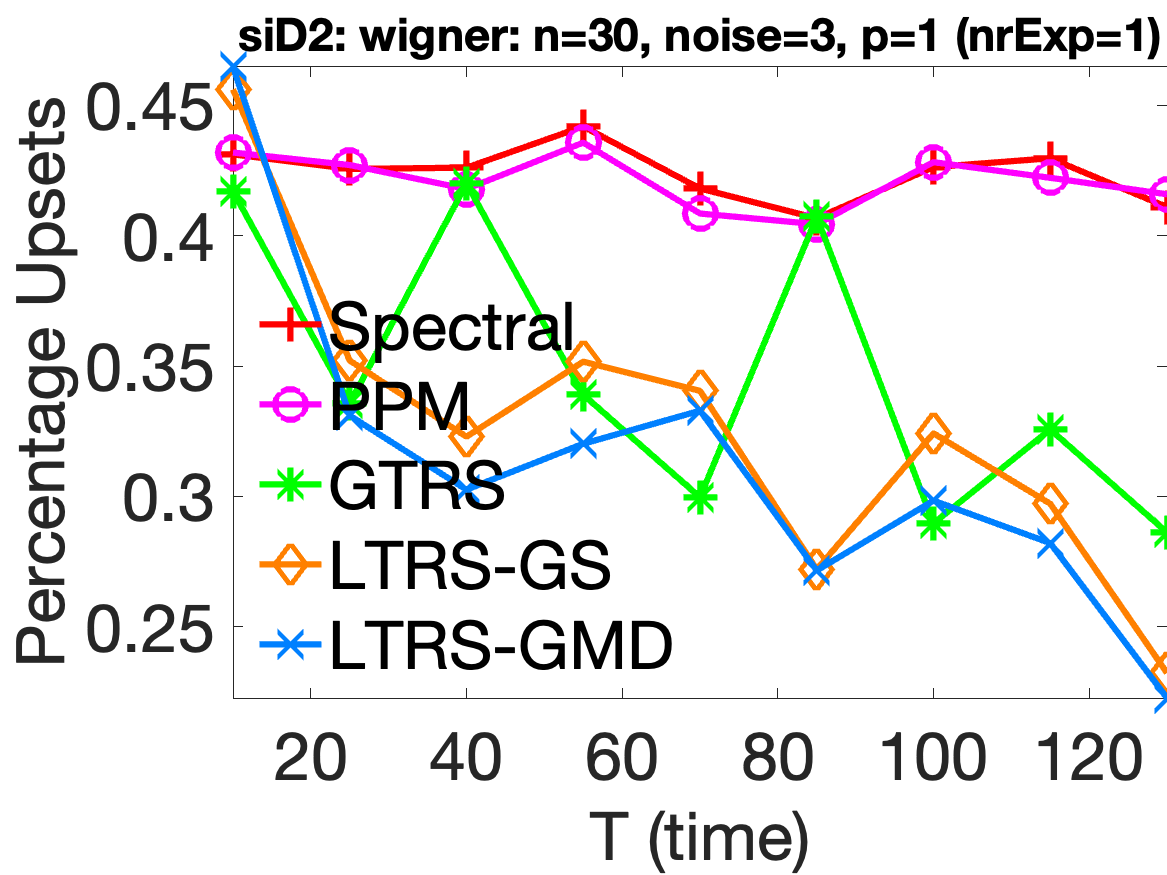 siD2: wigner: n=30, noise=3, p=1 (nrExp=1)
Percentage Upsets
0.45
0.4
0.35
0.3
0.25
Spectral
PPM
GTRS
LTRS-GS
LTRS-GMD
20 40 60 80 100 120
T (time)